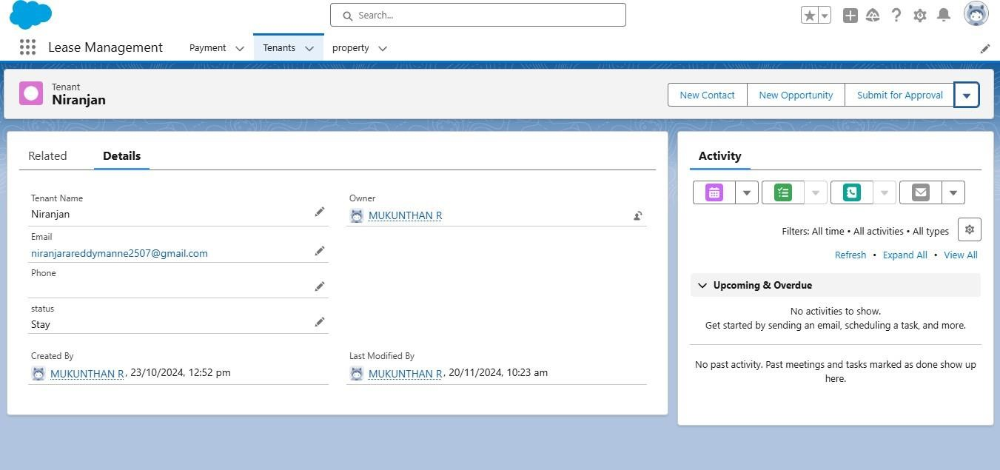 Search...
Lease Management
Payment
Tenants
property
Tenant
Niranjan
New Contact
New Opportunity
Submit for Approval
Related
Details
Tenant Name
Niranjan
Owner
MUKUNTHAN R
Email
niranjarareddymanne2507@gmail.com
Phone
status
Stay
Created By
MUKUNTHAN R, 23/10/2024, 12:52 pm
Last Modified By
MUKUNTHAN R, 20/11/2024, 10:23 am
Activity
Filters: All time • All activities • All types
Refresh • Expand All • View All
Upcoming & Overdue
No activities to show.
Get started by sending an email, scheduling a task, and more.
No past activity. Past meetings and tasks marked as done show up
here.